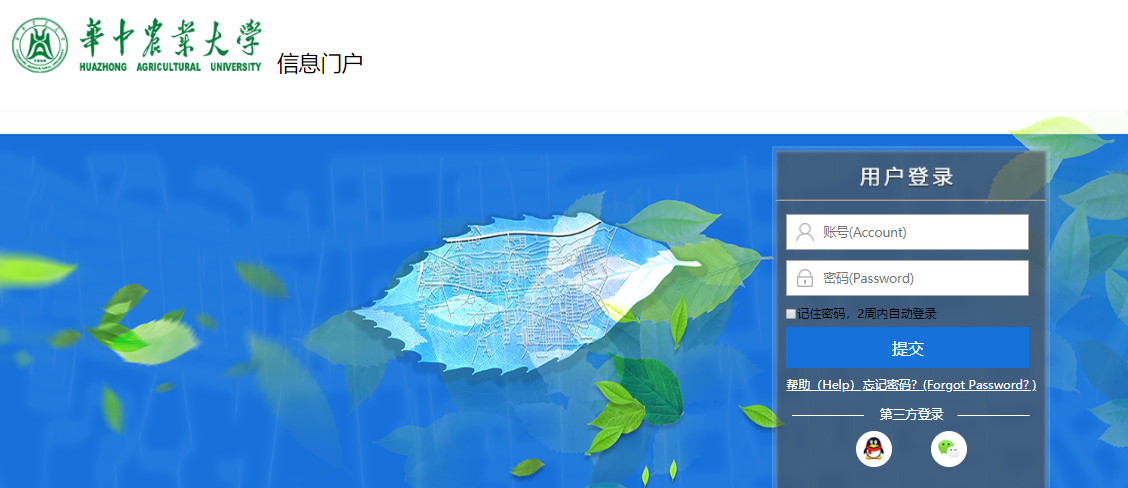 華中农業大学
HUAZHONG AGRICULTURAL UNIVERSITY
信息门户
用户登录
账号(Account)
密码(Password)
记住密码，2周内自动登录
提交
帮助（Help） 忘记密码?（Forgot Password?）
第三方登录